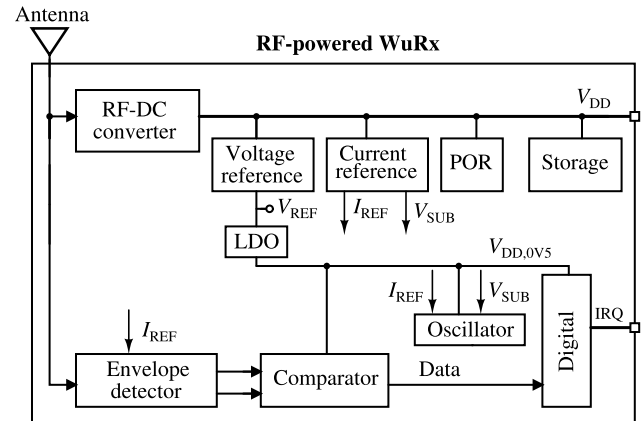 Antenna
RF-powered WuRx
RF-DC
converter
VDD
Voltage
reference
Current
reference
POR
Storage
VREF
IREF
VSUB
LDO
VDD,0V5
IREF
VSUB
Oscillator
Digital
IRQ
IREF
Envelope
detector
Comparator
Data